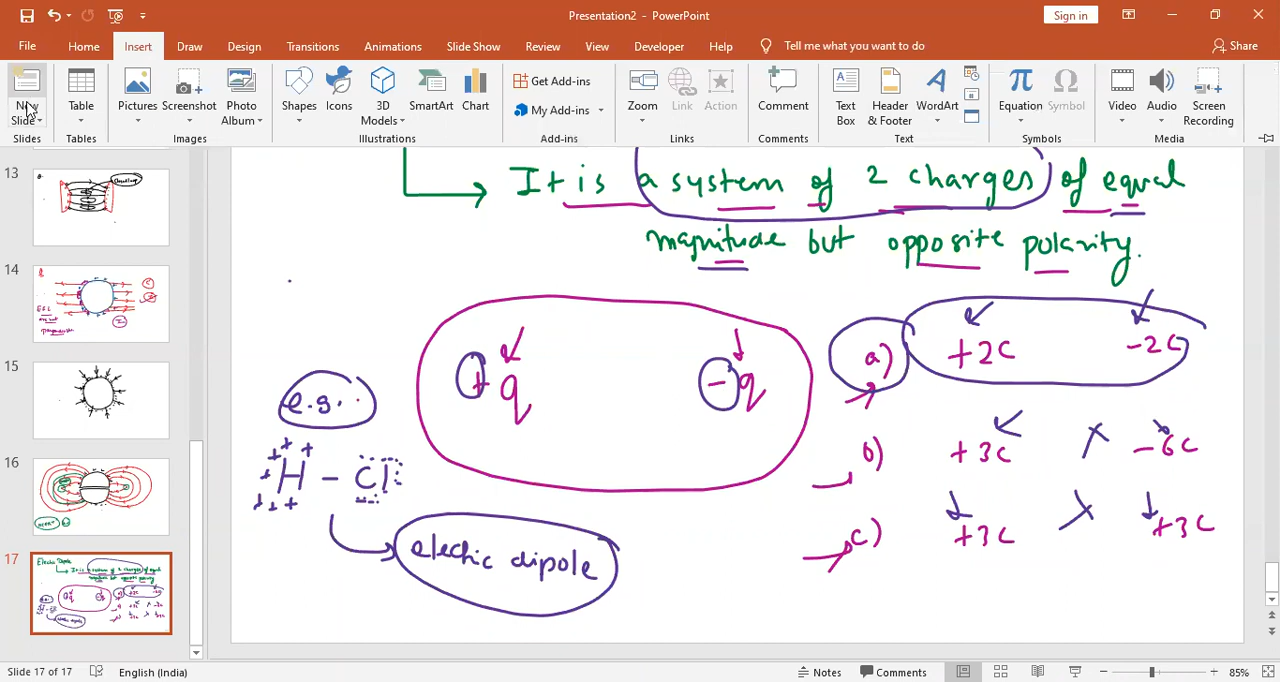 Presentation2 - PowerPoint
Sign in
File Home Insert Draw Design Transitions Animations Slide Show Review View Developer Help Tell me what you want to do Share
New Slide
Table
Pictures
Screenshot
Photo Album
Shapes
Icons
3D Models
SmartArt
Chart
Get Add-ins
My Add-ins
Zoom
Link
Action
Comment
Text Box
Header & Footer
WordArt
Equation
Symbol
Video
Audio
Screen Recording
Slides Tables Images Illustrations Add-ins Links Comments Text Symbols Media
13
14
15
16
17
It is a system of 2 charges of equal
magnitude but opposite polarity.
+q -q
a) +2C -2C
e.g.
b) +3C -6C
H - Cl
c) +3C +3C
electric dipole
Slide 17 of 17 English (India) Notes Comments 85%